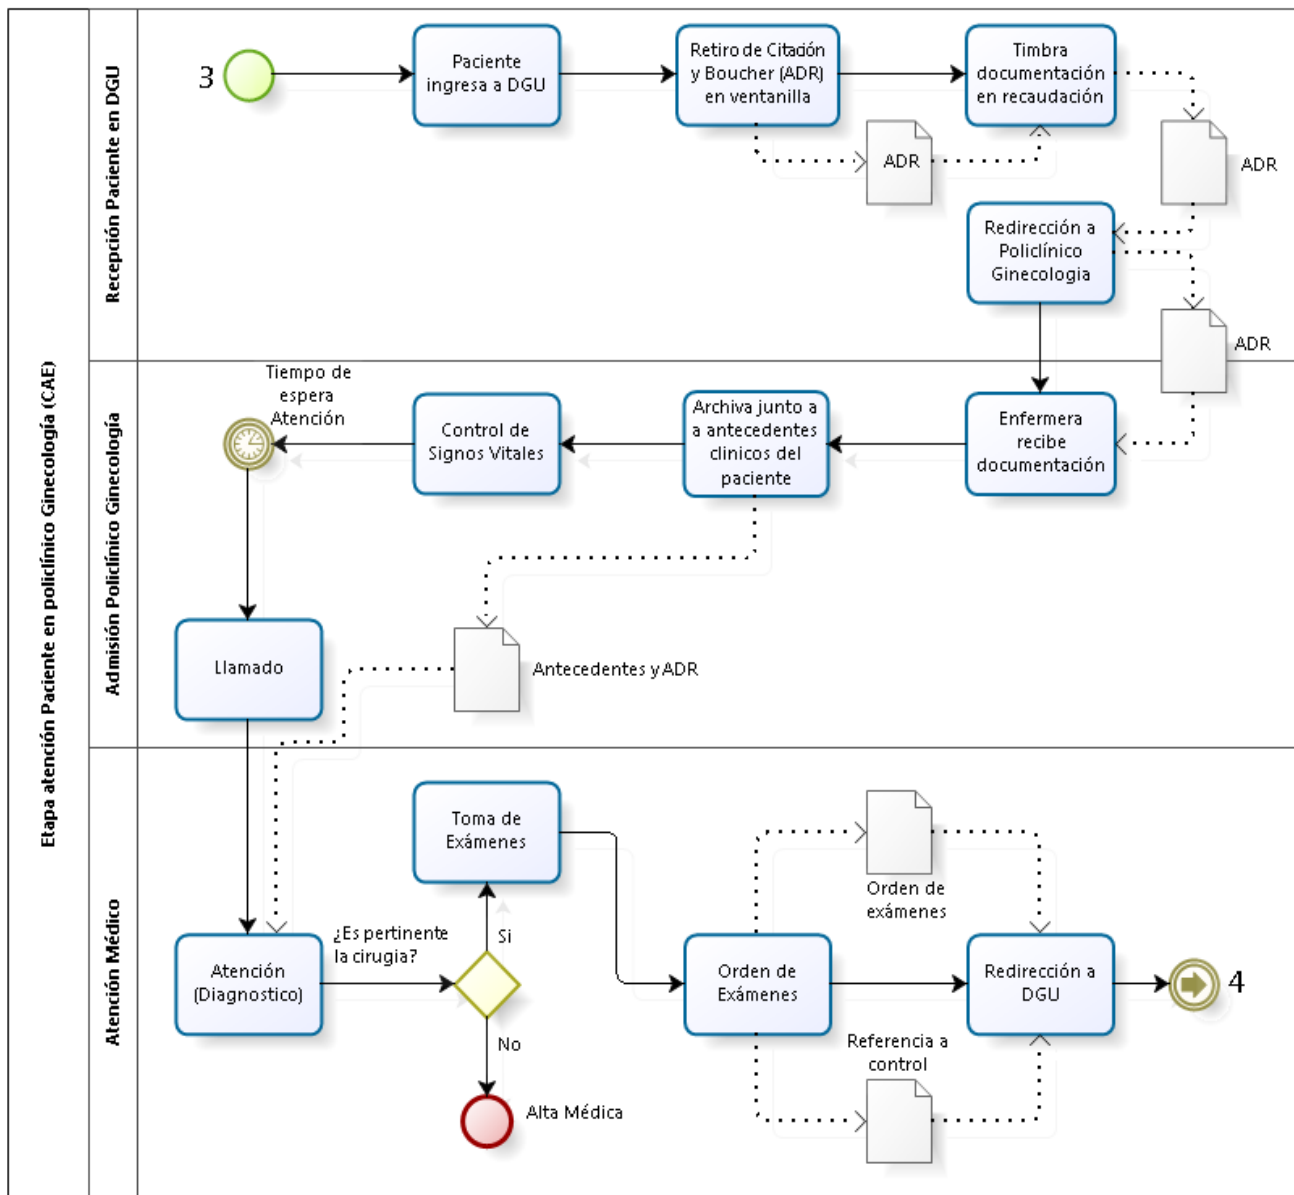 Etapa atención Paciente en policlínico Ginecología (CAE)
Recepción Paciente en DGU
3
Paciente
ingresa a DGU
Retiro de Citación
y Boucher (ADR)
en ventanilla
Timbra
documentación
en recaudación
ADR
ADR
Redirección a
Policlínico
Ginecologia
ADR
Admisión Policlínico Ginecología
Tiempo de
espera
Atención
Control de
Signos Vitales
Archiva junto a
a antecedentes
clinicos del
paciente
Enfermera
recibe
documentación
Llamado
Antecedentes y ADR
Atención Médico
Toma de
Exámenes
Orden de
exámenes
Atención
(Diagnostico)
¿Es pertinente
la cirugia?
Si
No
Alta Médica
Orden de
Exámenes
Redirección a
DGU
4
Referencia a
control